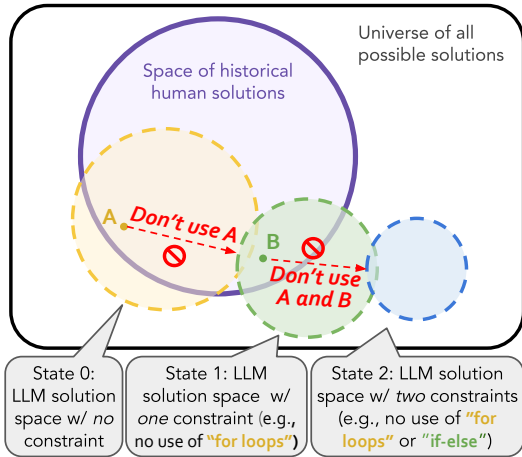 Universe of all
possible solutions
Space of historical
human solutions
A
Don't use A
B
Don't use
A and B
State 0:
LLM solution
space w/ no
constraint
State 1: LLM
solution space w/
one constraint (e.g.,
no use of "for loops")
State 2: LLM solution
space w/ two constraints
(e.g., no use of "for
loops" or "if-else")